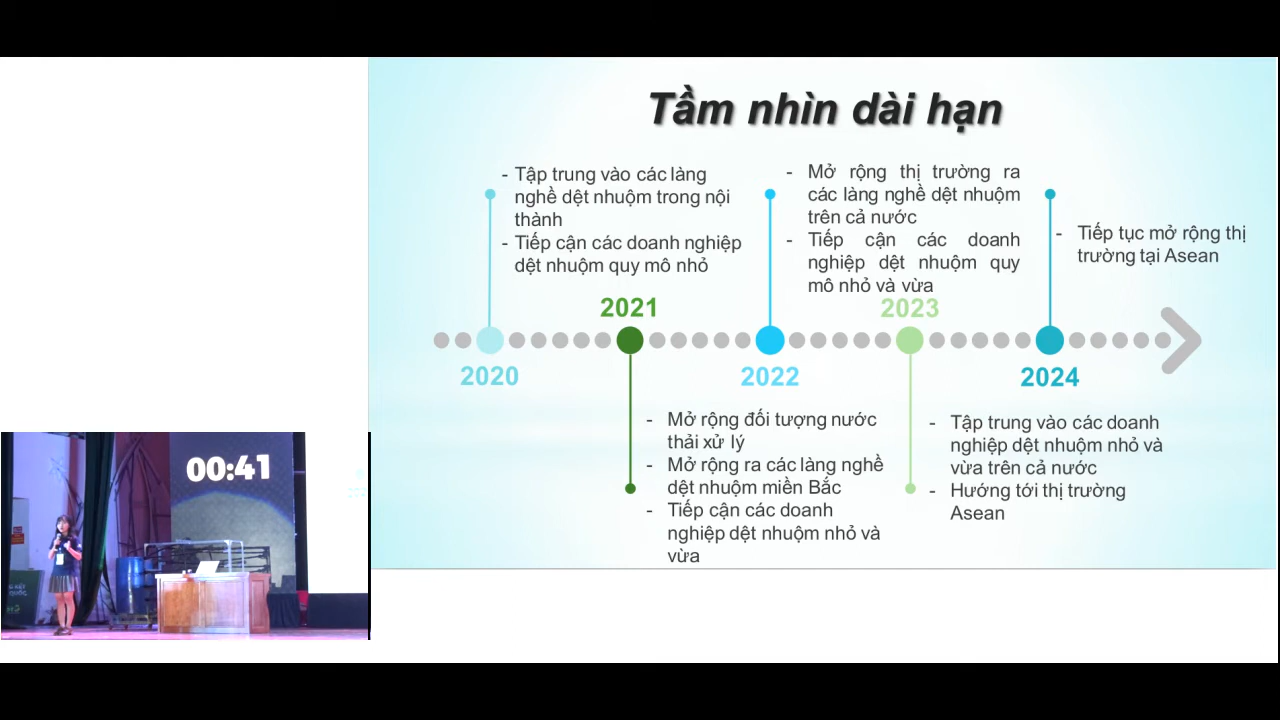 Tầm nhìn dài hạn
- Tập trung vào các làng
nghề dệt nhuộm trong nội
thành
- Tiếp cận các doanh nghiệp
dệt nhuộm quy mô nhỏ
- Mở rộng thị trường ra
các làng nghề dệt nhuộm
trên cả nước
- Tiếp cận các doanh
nghiệp dệt nhuộm quy
mô nhỏ và vừa
- Tiếp tục mở rộng thị
trường tại Asean
2021
2023
2020
2022
2024
- Mở rộng đối tượng nước
thải xử lý
- Mở rộng ra các làng nghề
dệt nhuộm miền Bắc
- Tiếp cận các doanh
nghiệp dệt nhuộm nhỏ và
vừa
- Tập trung vào các doanh
nghiệp dệt nhuộm nhỏ và
vừa trên cả nước
- Hướng tới thị trường
Asean
00:41